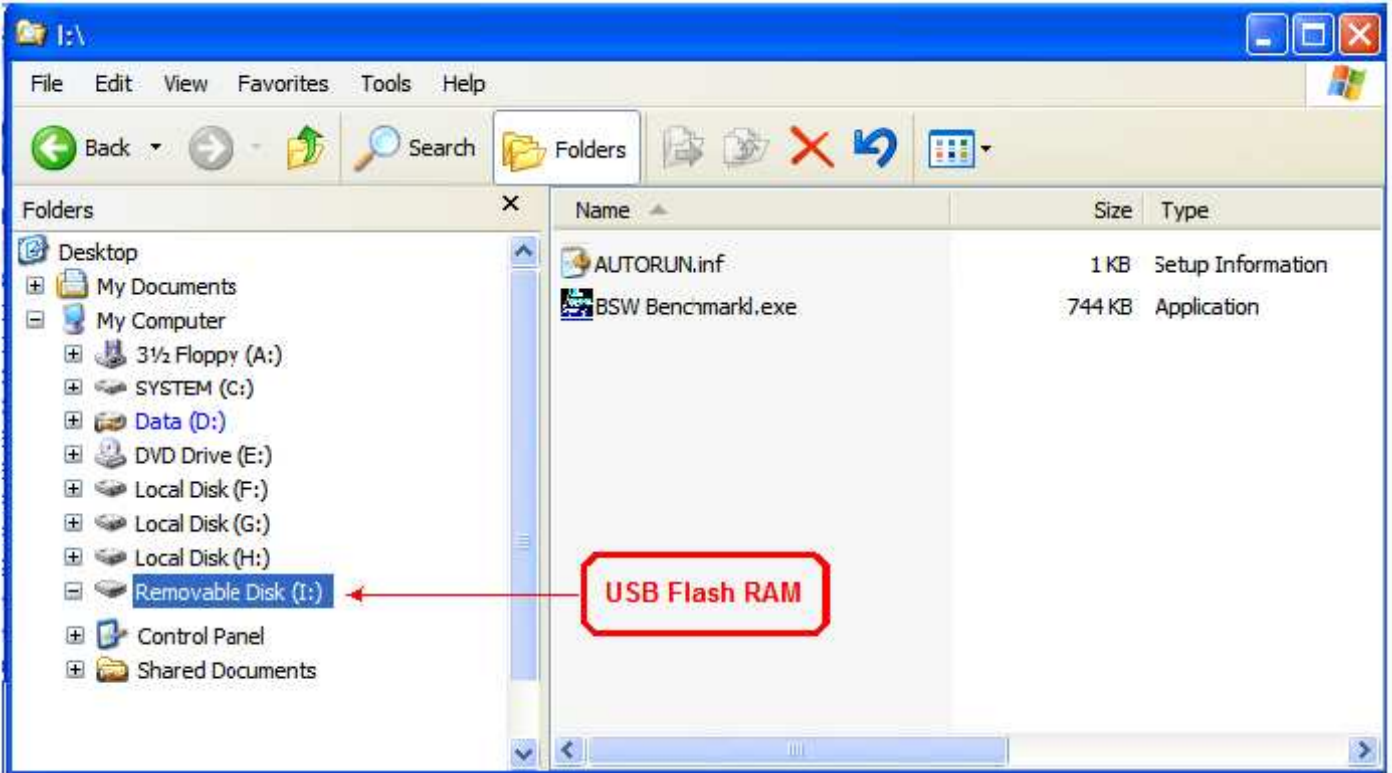 I:\
File Edit View Favorites Tools Help
Back Search Folders
Folders
Desktop
My Documents
My Computer
3½ Floppy (A:)
SYSTEM (C:)
Data (D:)
DVD Drive (E:)
Local Disk (F:)
Local Disk (G:)
Local Disk (H:)
Removable Disk (I:)
Control Panel
Shared Documents
Name Size Type
AUTORUN.inf 1 KB Setup Information
BSW Benchmarkl.exe 744 KB Application
USB Flash RAM